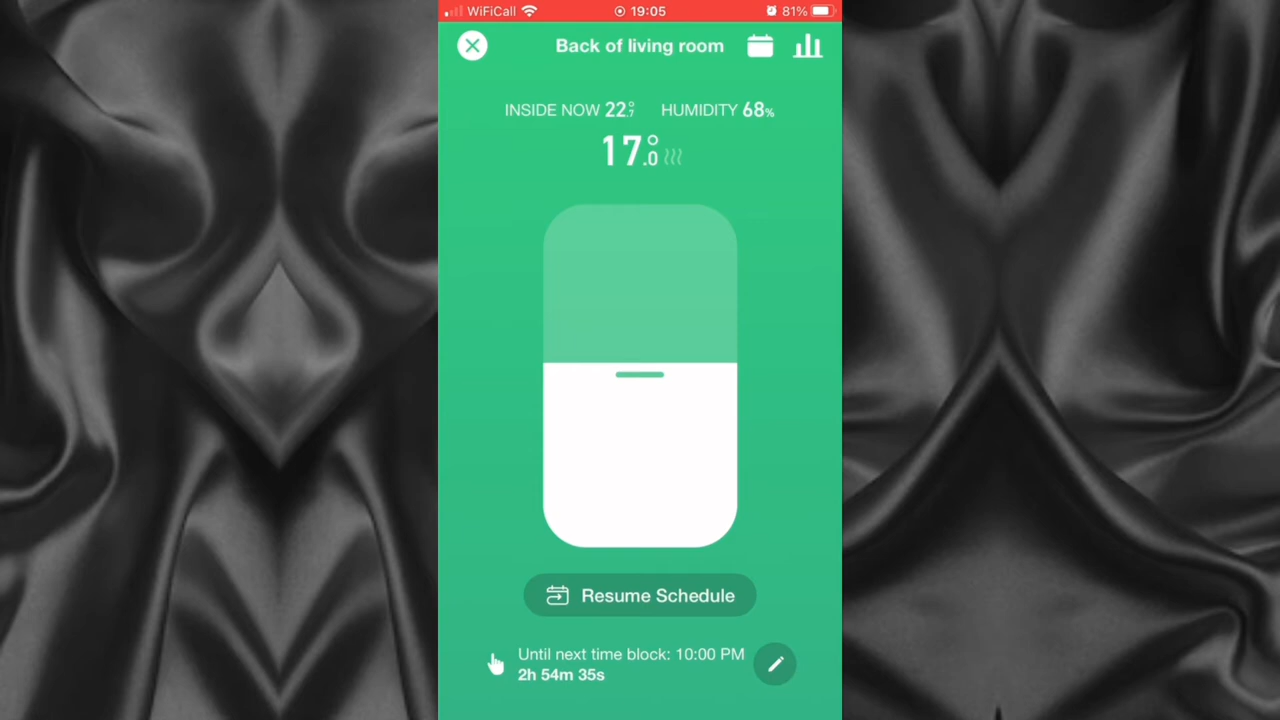 WiFiCall 19:05 81%
Back of living room
INSIDE NOW 22.7° HUMIDITY 68%
17.0°
Resume Schedule
Until next time block: 10:00 PM
2h 54m 35s